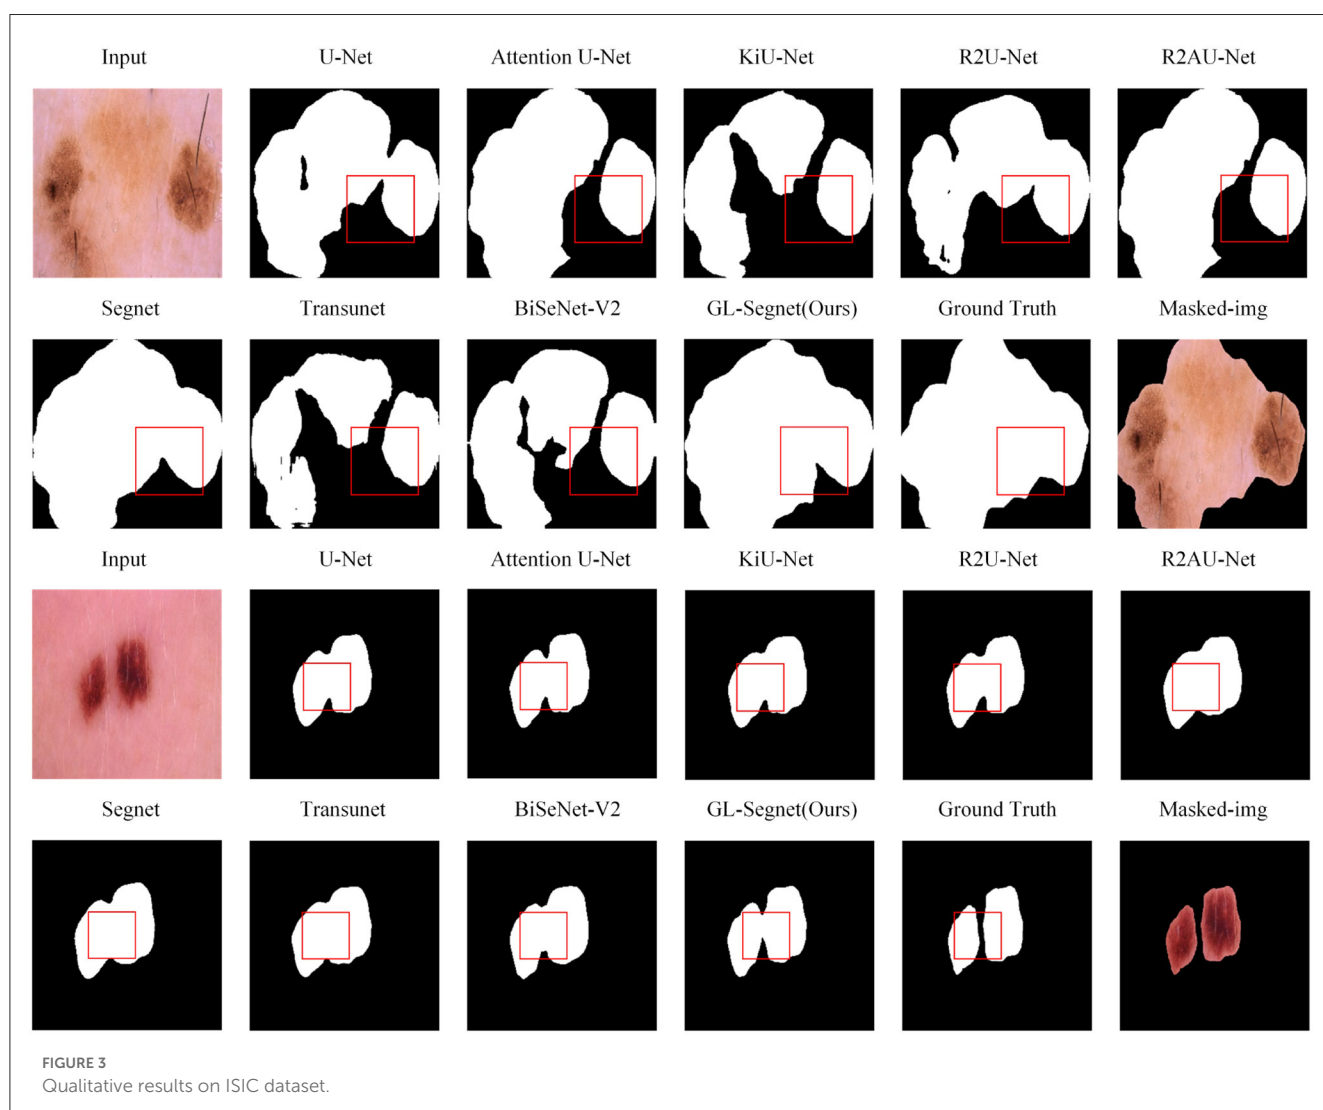 Input U-Net Attention U-Net KiU-Net R2U-Net R2AU-Net
Segnet Transunet BiSeNet-V2 GL-Segnet(Ours) Ground Truth Masked-img
Input U-Net Attention U-Net KiU-Net R2U-Net R2AU-Net
Segnet Transunet BiSeNet-V2 GL-Segnet(Ours) Ground Truth Masked-img
FIGURE 3
Qualitative results on ISIC dataset.